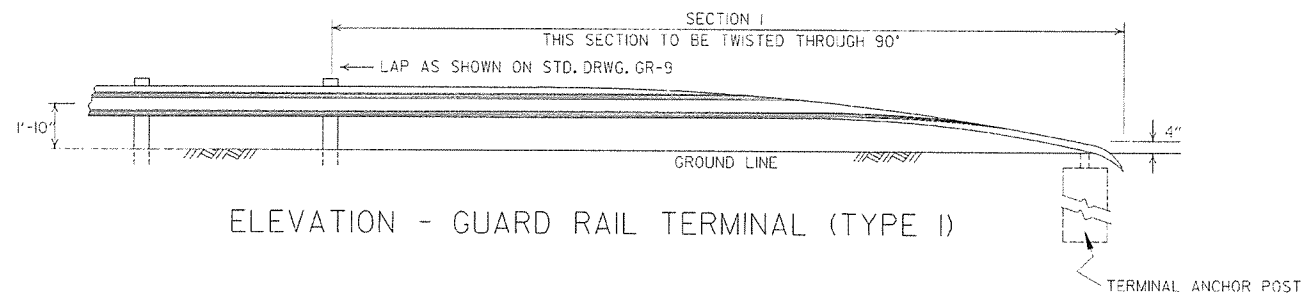 SECTION I
THIS SECTION TO BE TWISTED THROUGH 90°
LAP AS SHOWN ON STD. DRWG. GR-9
1'-10"
4"
GROUND LINE
ELEVATION - GUARD RAIL TERMINAL (TYPE I)
TERMINAL ANCHOR POST